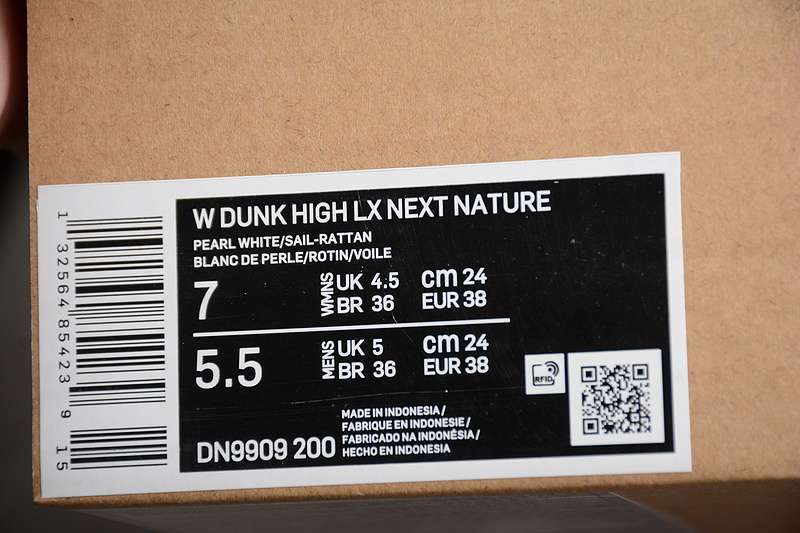 W DUNK HIGH LX NEXT NATURE
PEARL WHITE/SAIL-RATTAN
BLANC DE PERLE/ROTIN/VOILE
7
WMNS
UK 4.5 cm 24
BR 36 EUR 38
5.5
MENS
UK 5 cm 24
BR 36 EUR 38
RFID
DN9909 200
MADE IN INDONESIA/
FABRIQUE EN INDONESIE/
FABRICADO NA INDONÉSIA/
HECHO EN INDONESIA
1 32564 85423 9 15